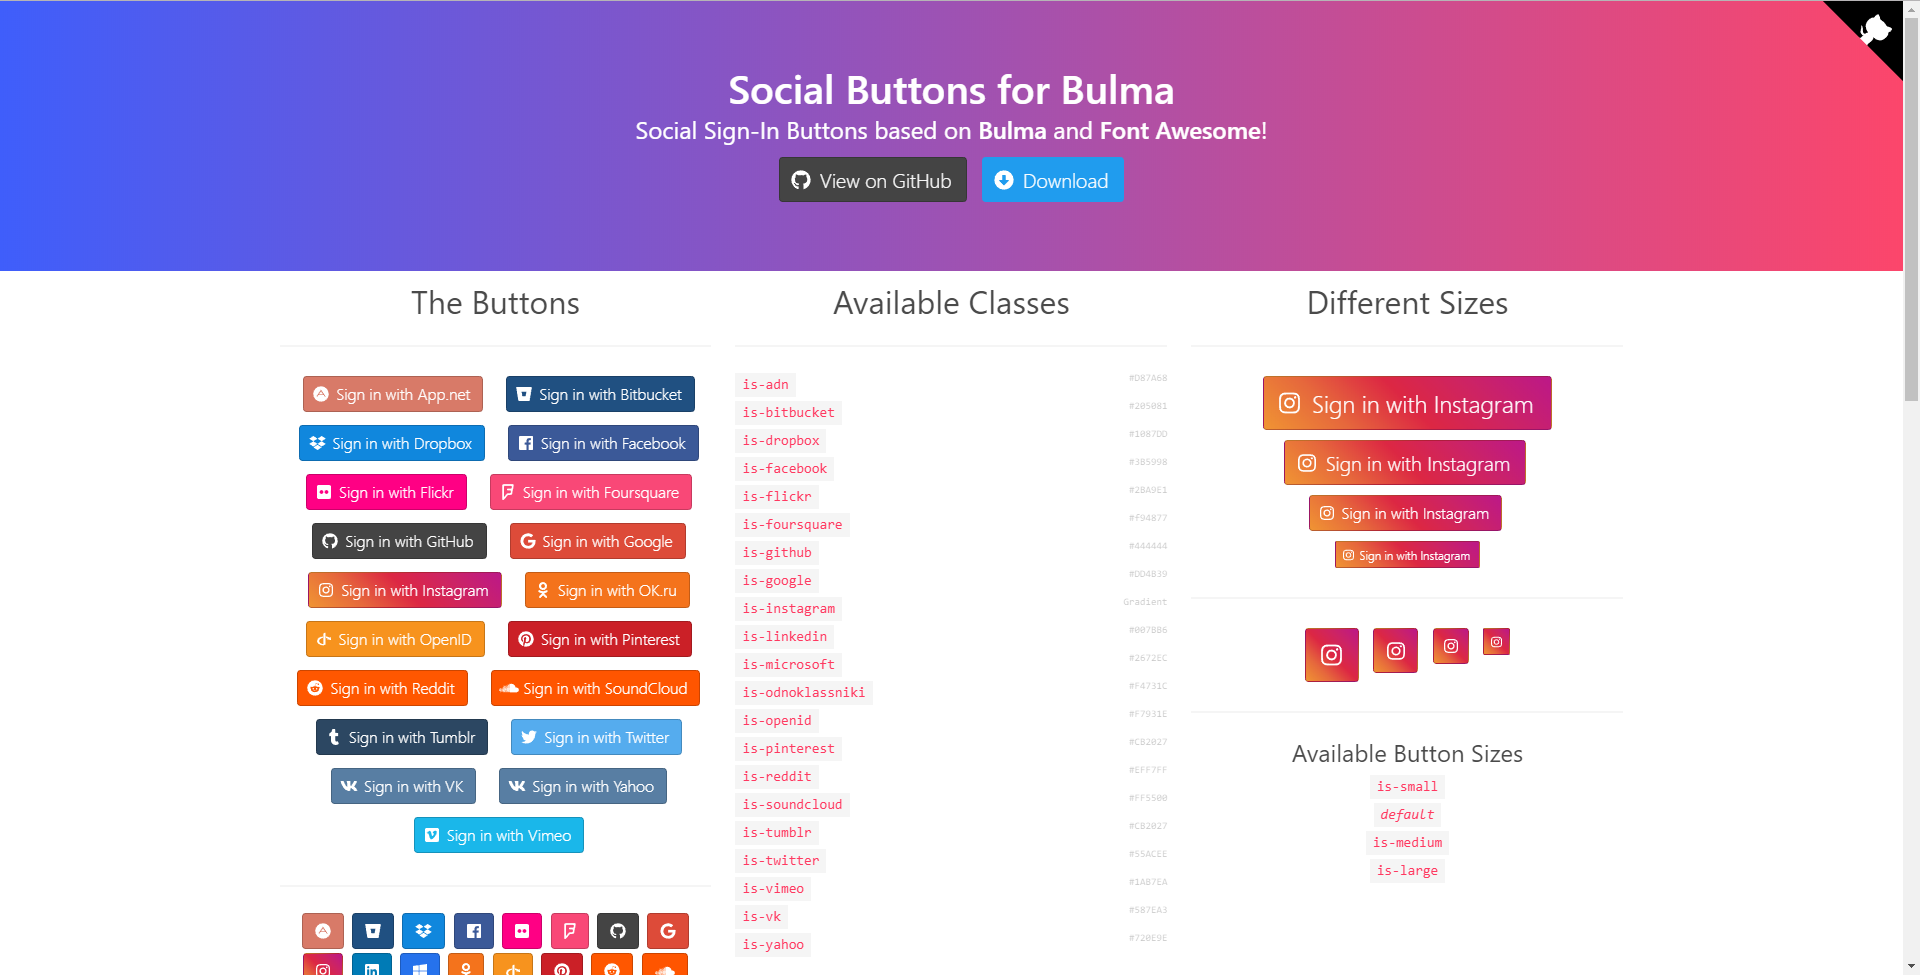 Social Buttons for Bulma
Social Sign-In Buttons based on Bulma and Font Awesome!
View on GitHub
Download
The Buttons
Sign in with App.net
Sign in with Bitbucket
Sign in with Dropbox
Sign in with Facebook
Sign in with Flickr
Sign in with Foursquare
Sign in with GitHub
Sign in with Google
Sign in with Instagram
Sign in with OK.ru
Sign in with OpenID
Sign in with Pinterest
Sign in with Reddit
Sign in with SoundCloud
Sign in with Tumblr
Sign in with Twitter
Sign in with VK
Sign in with Yahoo
Sign in with Vimeo
Available Classes
is-adn #D87A68
is-bitbucket #205081
is-dropbox #1087DD
is-facebook #3B5998
is-flickr #2BA9E1
is-foursquare #f94877
is-github #444444
is-google #DD4B39
is-instagram Gradient
is-linkedin #007BB6
is-microsoft #2672EC
is-odnoklassniki #F4731C
is-openid #F7931E
is-pinterest #CB2027
is-reddit #EFF7FF
is-soundcloud #FF5500
is-tumblr #CB2027
is-twitter #55ACEE
is-vimeo #1AB7EA
is-vk #587EA3
is-yahoo #720E9E
Different Sizes
Sign in with Instagram
Sign in with Instagram
Sign in with Instagram
Sign in with Instagram
Available Button Sizes
is-small
default
is-medium
is-large